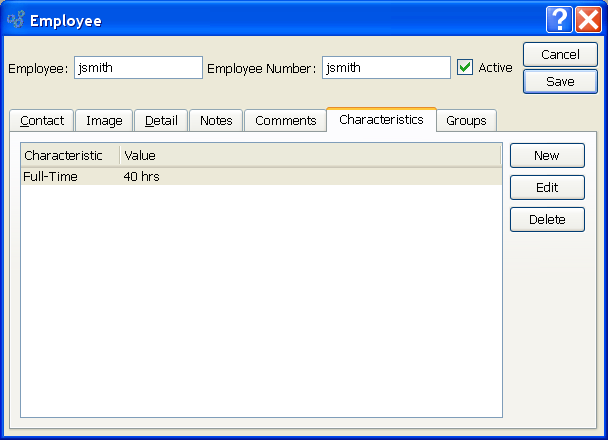 Employee
Cancel
Employee: jsmith Employee Number: jsmith Active
Save
Contact Image Detail Notes Comments Characteristics Groups
Characteristic Value New
Full-Time 40 hrs
Edit
Delete